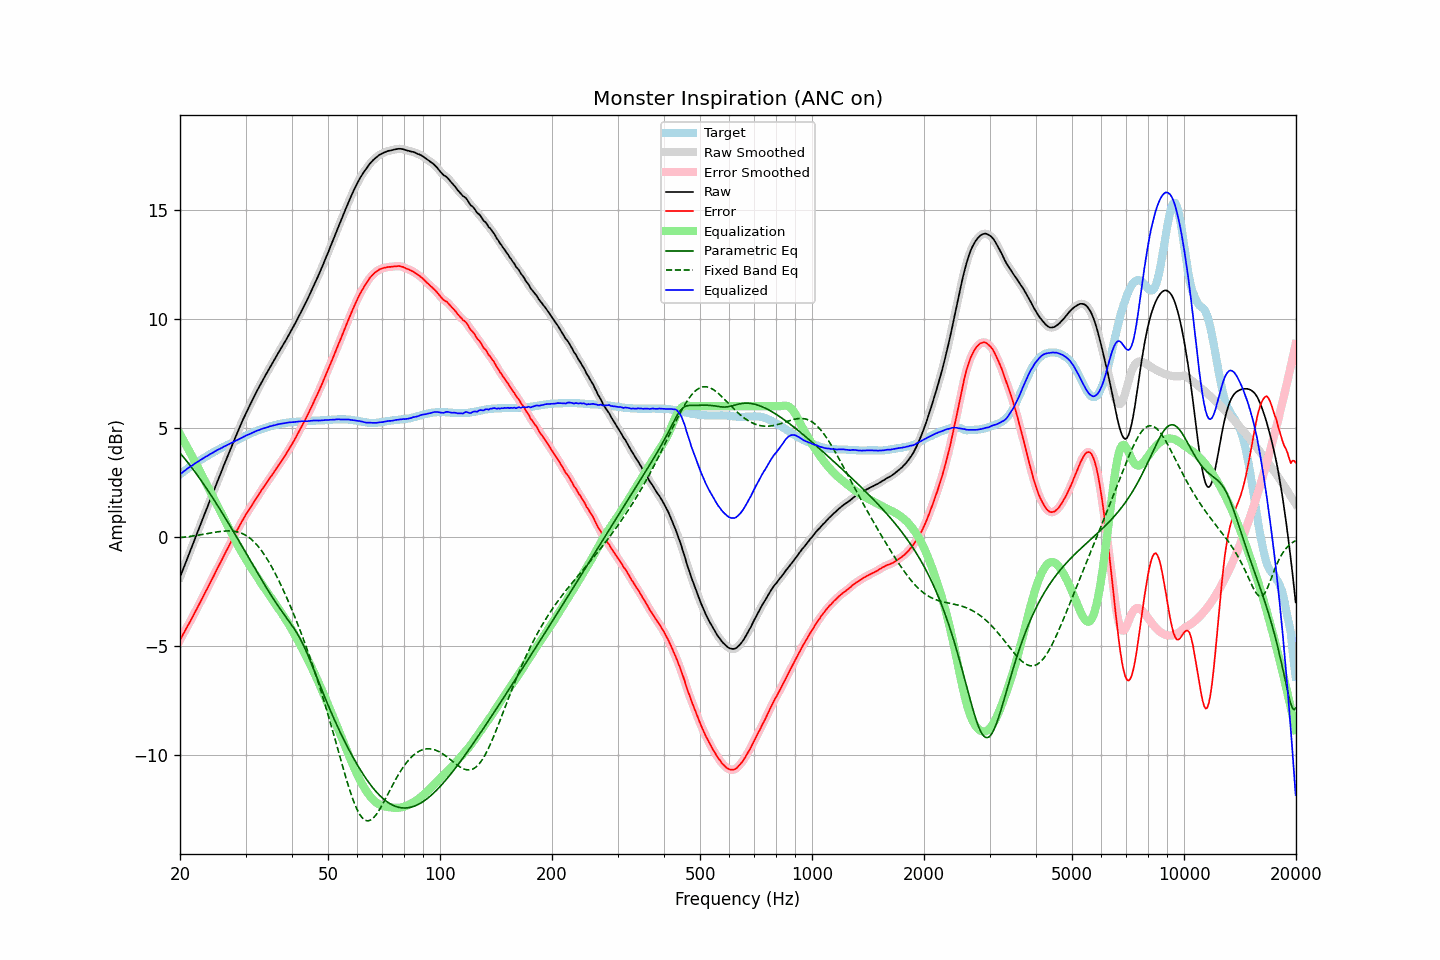 Monster Inspiration (ANC on)
Target
Raw Smoothed
Error Smoothed
Raw
Error
Equalization
Parametric Eq
Fixed Band Eq
Equalized
Amplitude (dBr)
15
10
5
0
−5
−10
20 50 100 200 500 1000 2000 5000 10000 20000
Frequency (Hz)